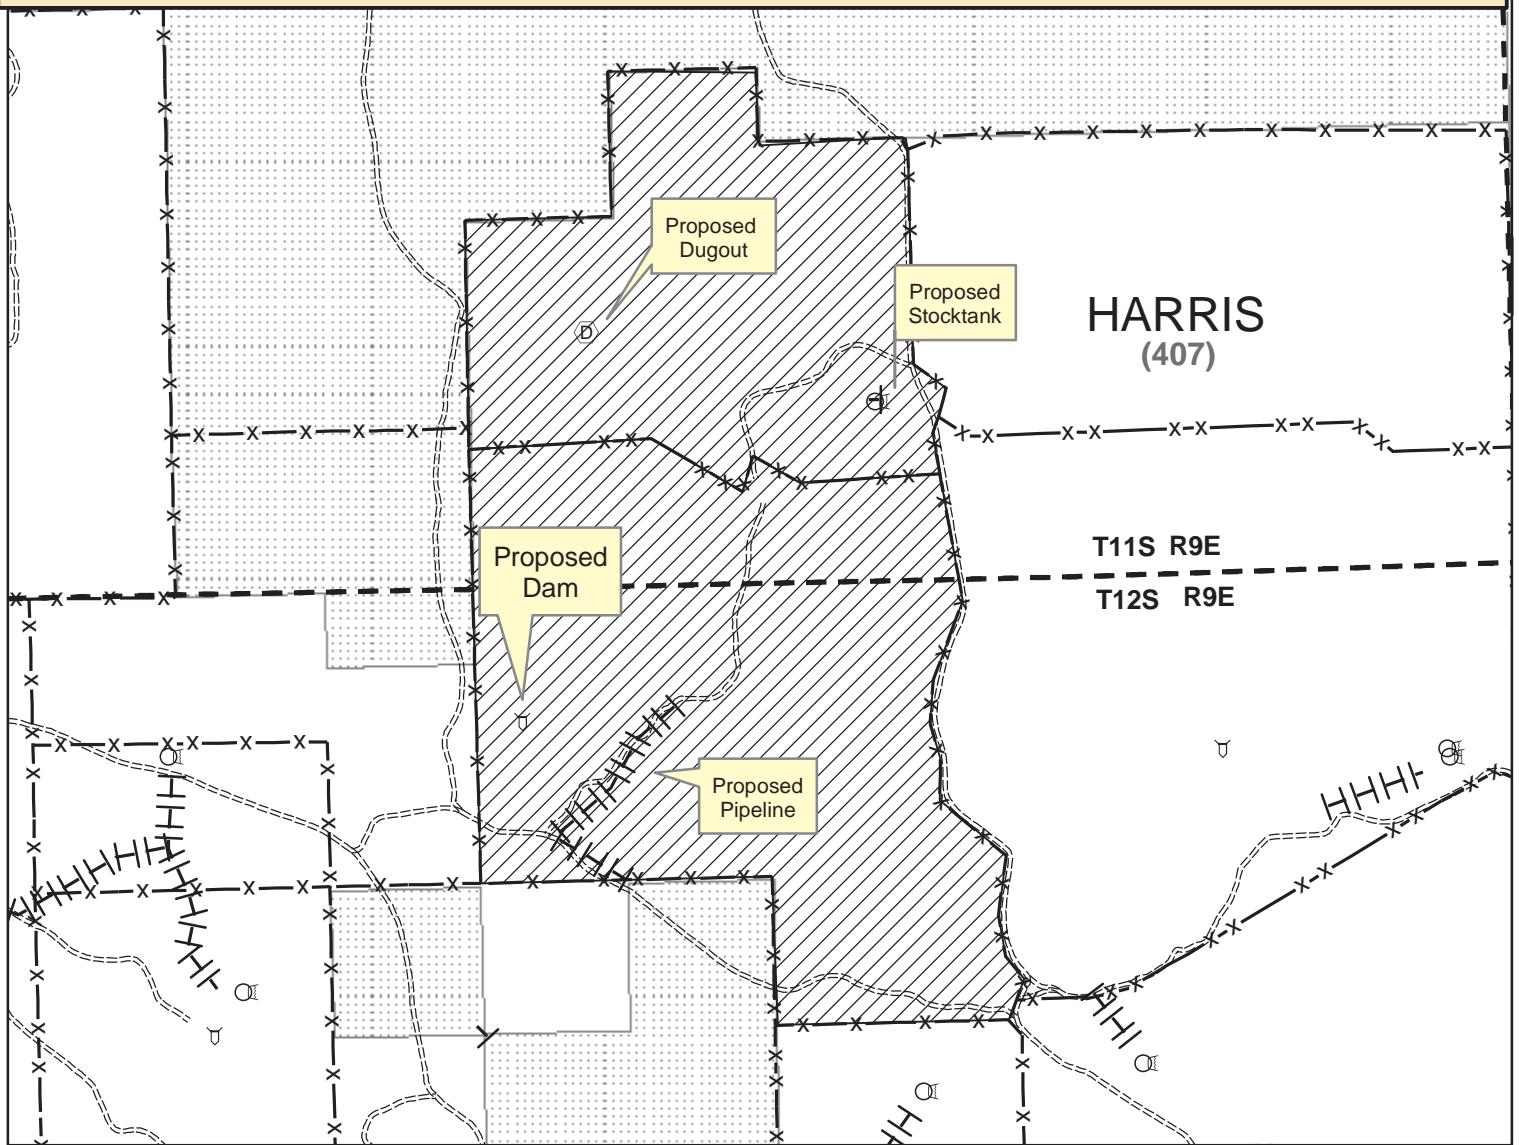 Proposed
Dugout
D
Proposed
Stocktank
HARRIS
(407)
Proposed
Dam
T11S R9E
T12S R9E
Proposed
Pipeline